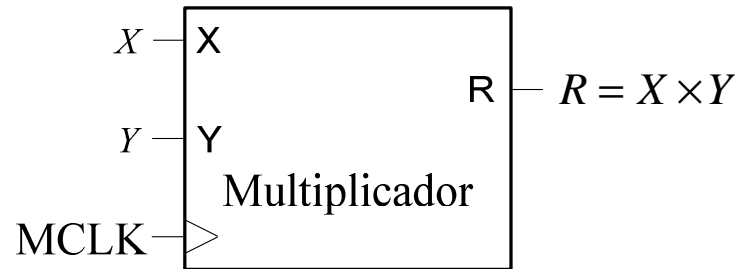 X X
R R = X × Y
Y Y
Multiplicador
MCLK